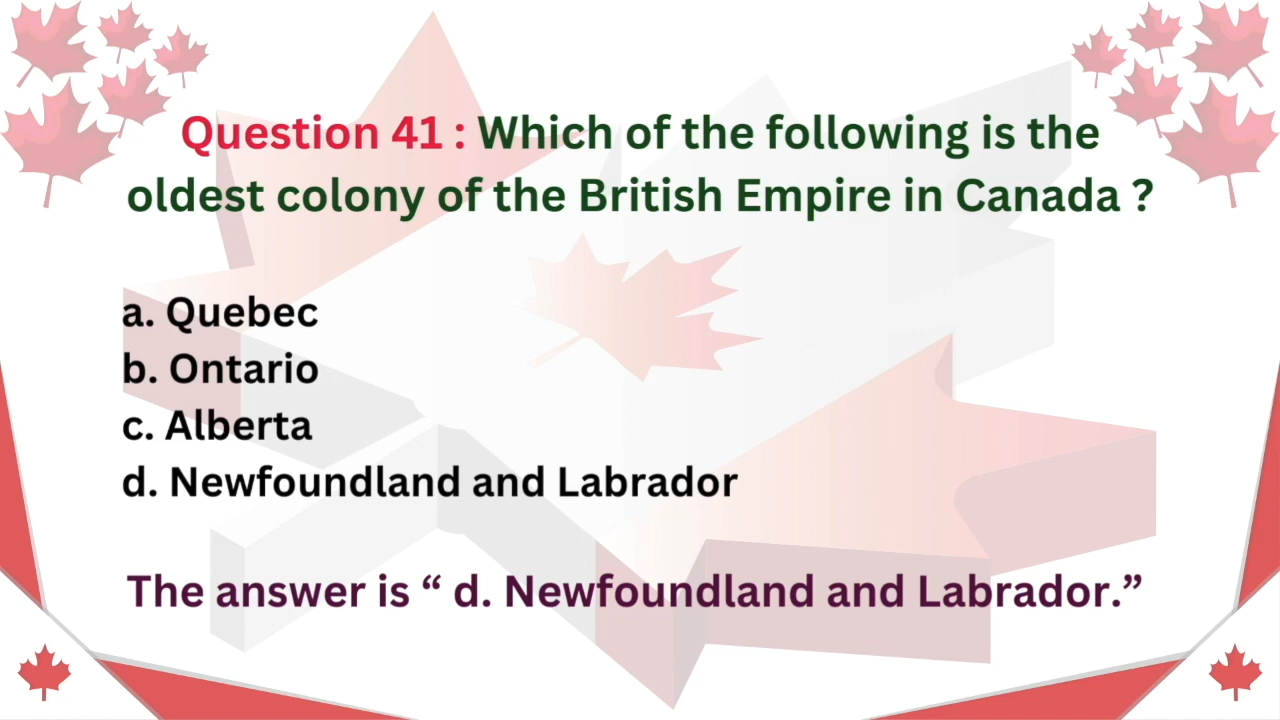 Question 41 : Which of the following is the
oldest colony of the British Empire in Canada ?
a. Quebec
b. Ontario
c. Alberta
d. Newfoundland and Labrador
The answer is “ d. Newfoundland and Labrador.”